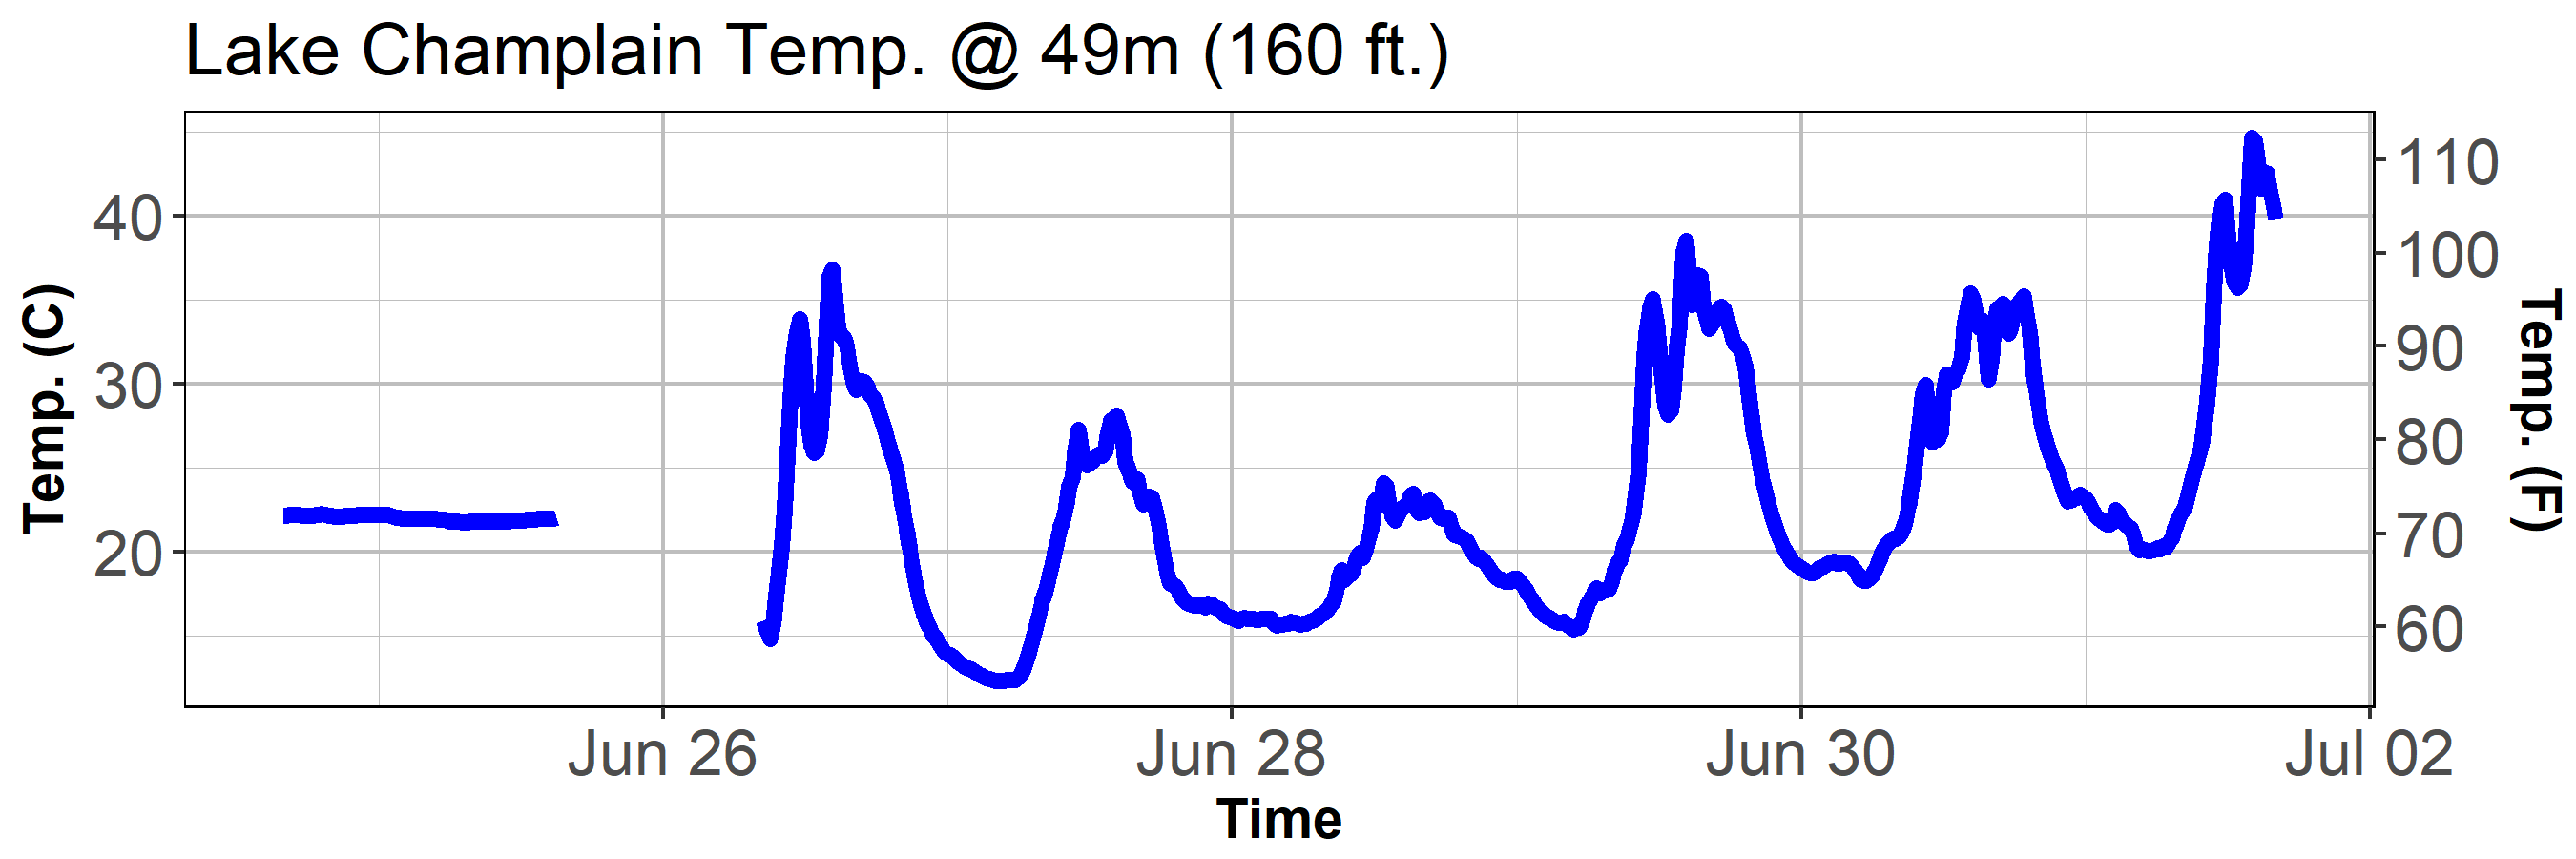 Lake Champlain Temp. @ 49m (160 ft.)
Temp. (C)
40
30
20
110
100
90
80
70
60
Temp. (F)
Jun 26
Jun 28
Jun 30
Jul 02
Time